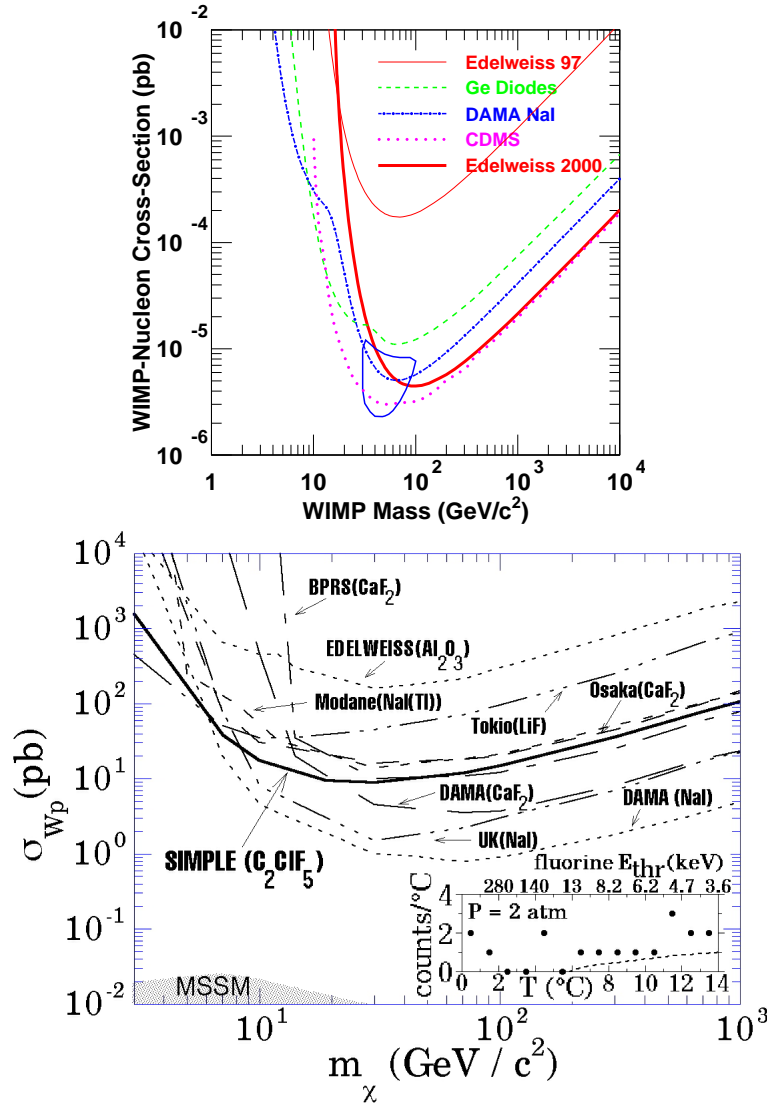 WIMP-Nucleon Cross-Section (pb)
10 -2
10 -3
10 -4
10 -5
10 -6
Edelweiss 97
Ge Diodes
DAMA NaI
CDMS
Edelweiss 2000
1 10 10 2 10 3 10 4
WIMP Mass (GeV/c2)
σWp (pb)
10^4
10^3
10^2
10^1
10^0
10^-1
10^-2
BPRS(CaF2)
EDELWEISS(Al2O3)
Modane(NaI(Tl))
Tokio(LiF)
Osaka(CaF2)
DAMA(CaF2)
DAMA (NaI)
UK(NaI)
SIMPLE (C2ClF5)
fluorine Ethr(keV)
280 140 13 8.2 6.2 4.7 3.6
counts/°C
4
2
0
P = 2 atm
2 4 8 10 12 14
T (°C)
MSSM
10^1 10^2 10^3
mχ (GeV / c2)